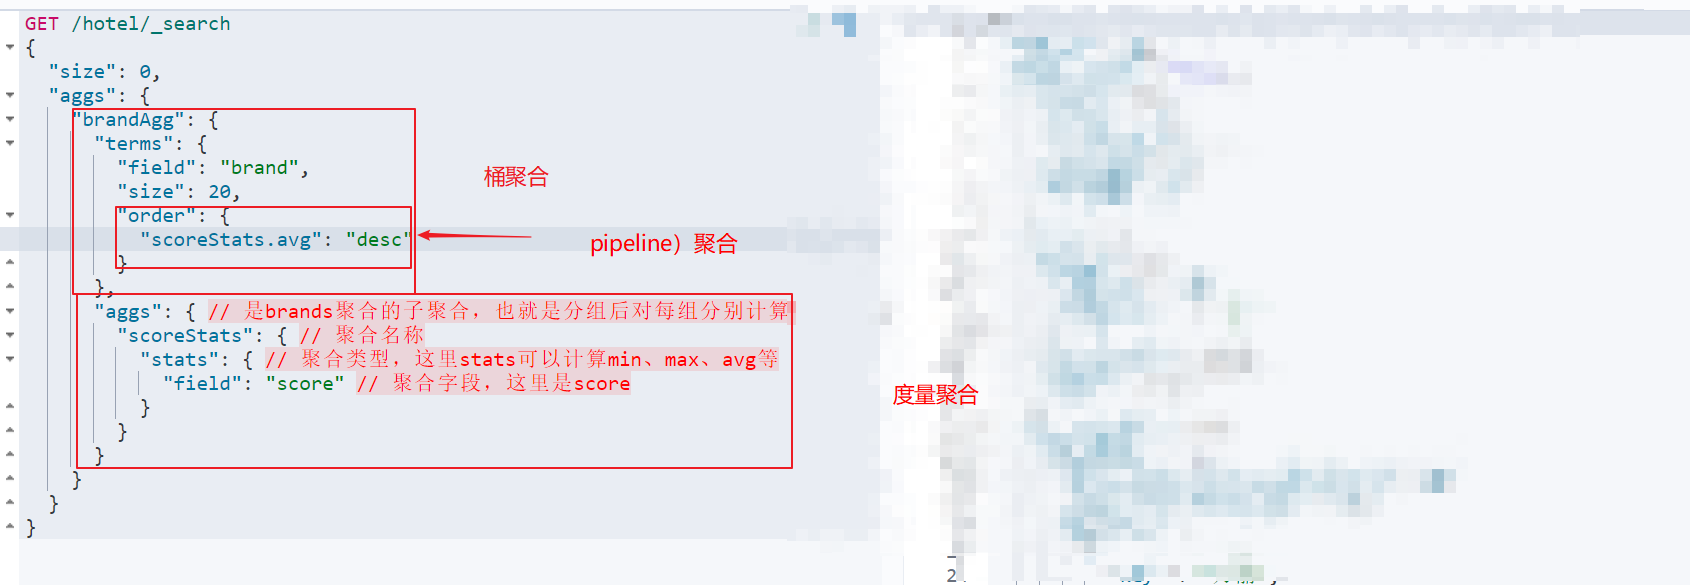 GET /hotel/_search
{
"size": 0,
"aggs": {
"brandAgg": {
"terms": {
"field": "brand",
"size": 20,
"order": {
"scoreStats.avg": "desc"
}
},
"aggs": { // 是brands聚合的子聚合，也就是分组后对每组分别计算
"scoreStats": { // 聚合名称
"stats": { // 聚合类型，这里stats可以计算min、max、avg等
"field": "score" // 聚合字段，这里是score
}
}
}
}
}
}
桶聚合
pipeline）聚合
度量聚合